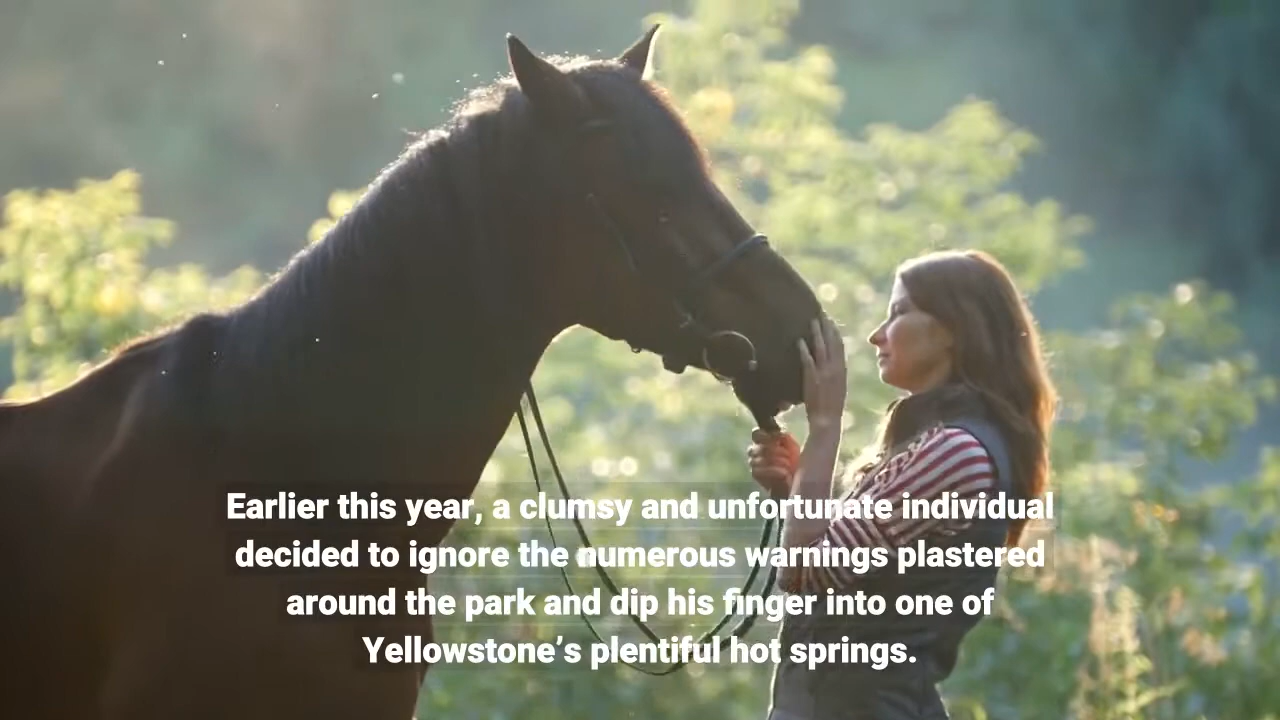 Earlier this year, a clumsy and unfortunate individual
decided to ignore the numerous warnings plastered
around the park and dip his finger into one of
Yellowstone’s plentiful hot springs.